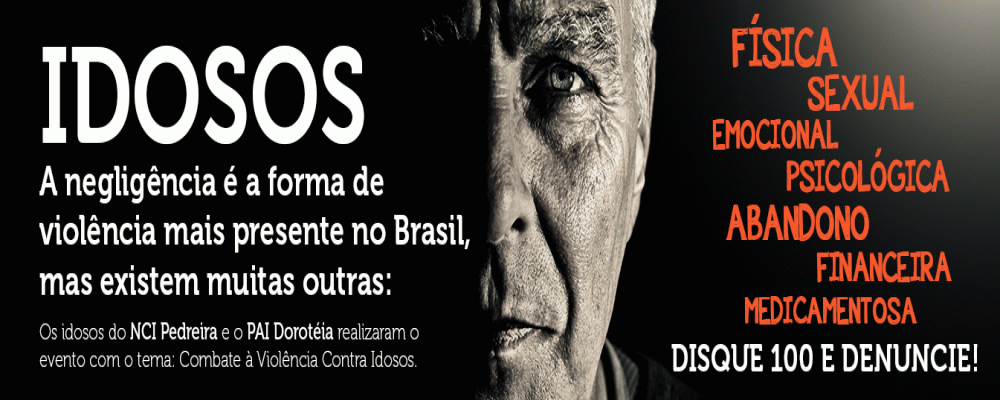 IDOSOS
A negligência é a forma de
violência mais presente no Brasil,
mas existem muitas outras:
Os idosos do NCI Pedreira e o PAI Dorotéia realizaram o
evento com o tema: Combate à Violência Contra Idosos.
FÍSICA
SEXUAL
EMOCIONAL
PSICOLÓGICA
ABANDONO
FINANCEIRA
MEDICAMENTOSA
DISQUE 100 E DENUNCIE!